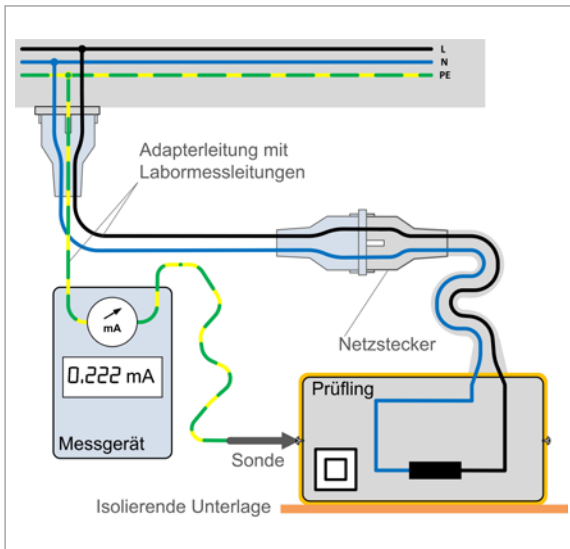 L
N
PE
Adapterleitung mit
Labormessleitungen
mA
0.222 mA
Messgerät
Netzstecker
Prüfling
Sonde
Isolierende Unterlage